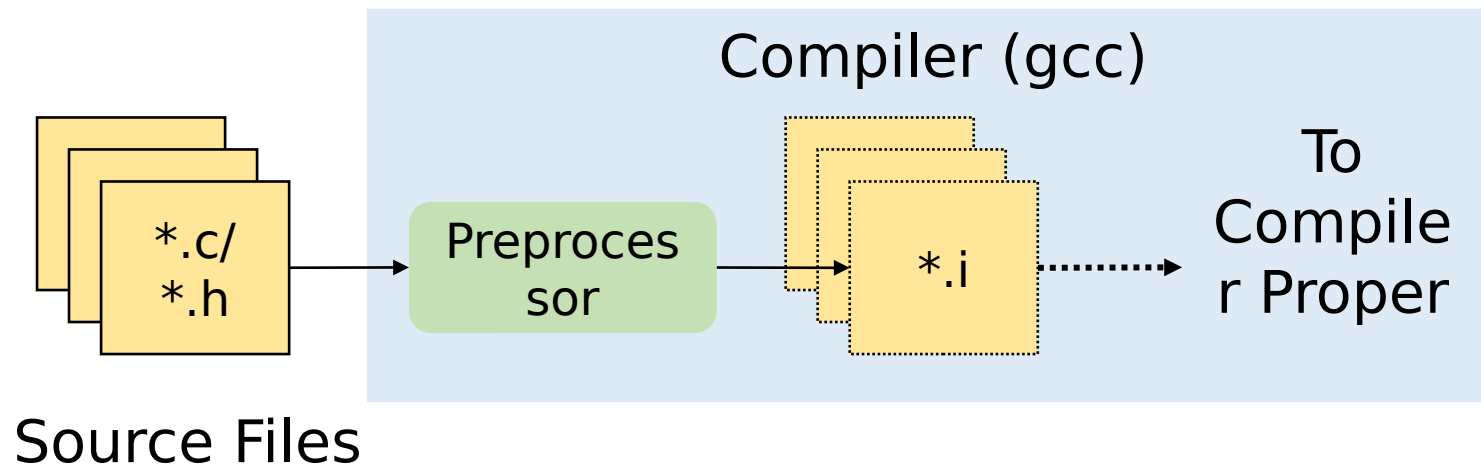 Compiler (gcc)
*.c/
*.h
Preproces
sor
*.i
To
Compile
r Proper
Source Files